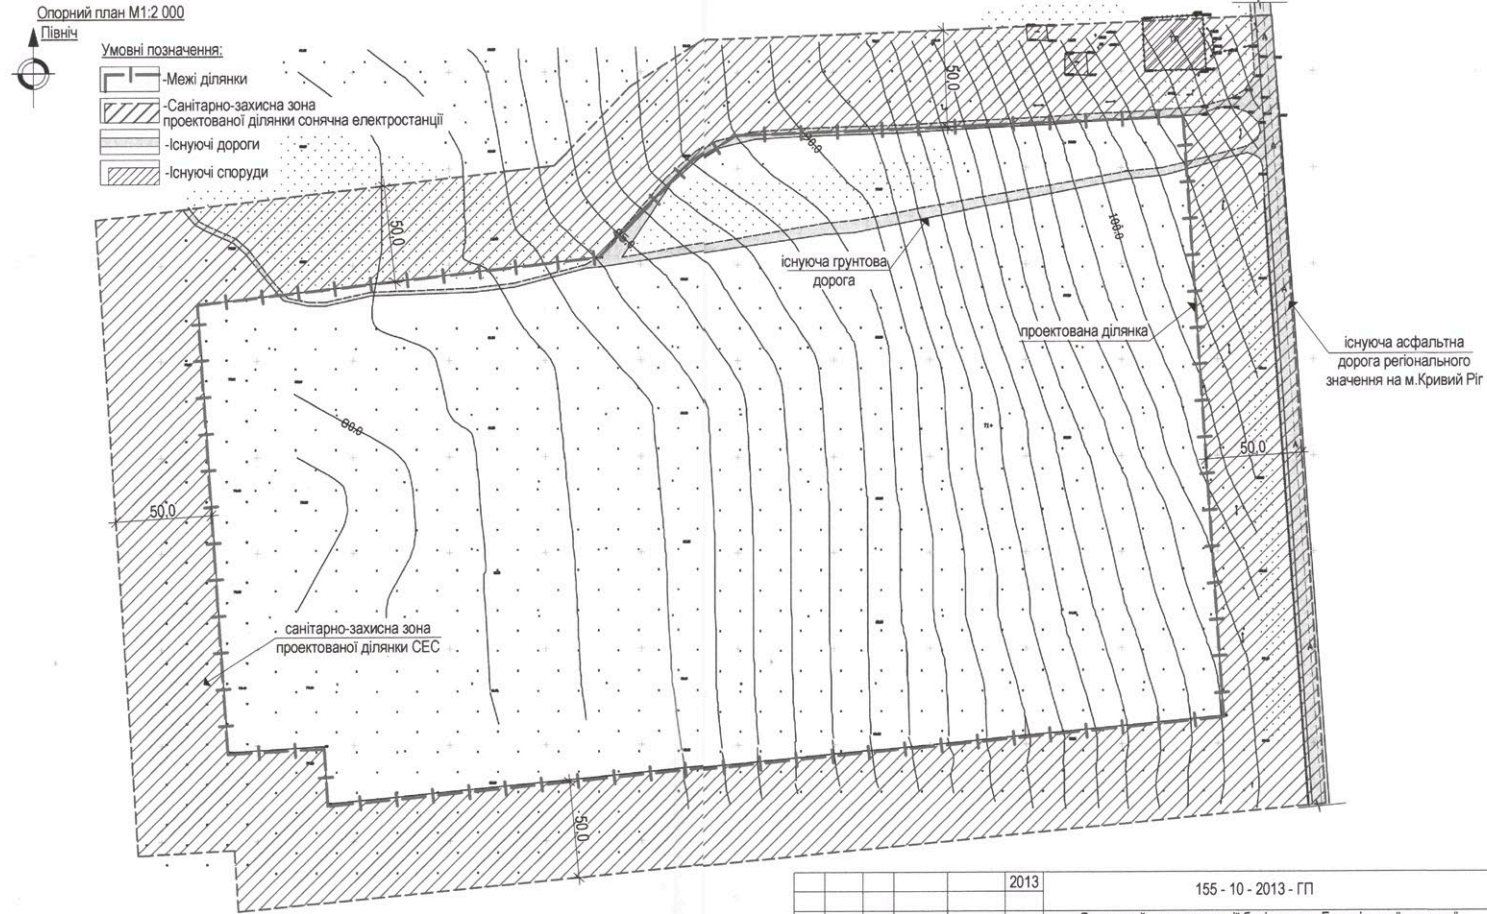 Опорний план М1:2 000
Північ
Умовні позначення:
-Межі ділянки
-Санітарно-захисна зона
проектованої ділянки сонячна електростанції
-Існуючі дороги
-Існуючі споруди
50.0
50.0
існуюча грунтова
дорога
100.0
проектована ділянка
існуюча асфальтна
дорога регіонального
значення на м.Кривий Ріг
50.0
50.0
санітарно-захисна зона
проектованої ділянки СЕС
50.0
2013
155 - 10 - 2013 - ГП